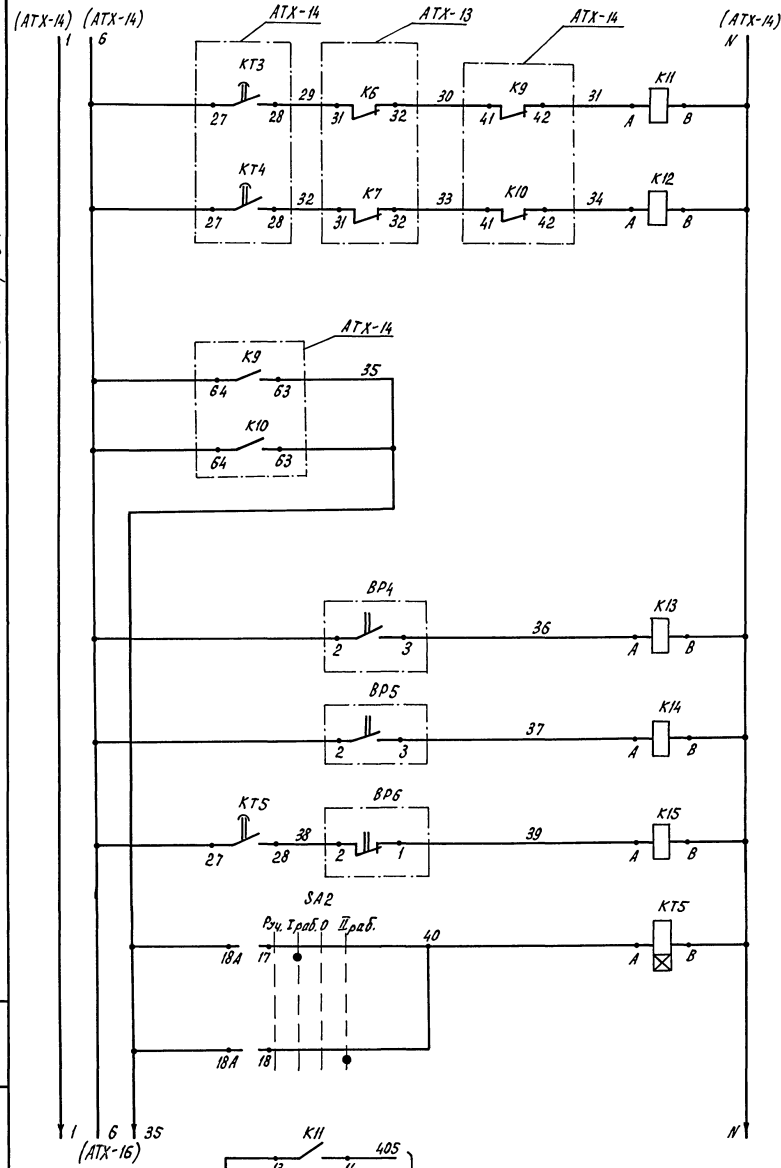 АТХ-14 АТХ-13 АТХ-14
(АТХ-14) (АТХ-14) (АТХ-14)
1 6 N
КТ3 К6 К9 К11
27 28 29 31 32 30 41 42 31 А В
КТ4 К7 К10 К12
27 28 32 31 32 33 41 42 34 А В
АТХ-14
К9 35
64 63
К10
64 63
ВР4 К13
2 3 36 А В
ВР5 К14
2 3 37 А В
КТ5 ВР6 К15
27 28 38 2 1 39 А В
SA2 КТ5
Руч. I раб. 0 II раб. 40
18А 17 А В
18А 18
1 6 35 N
(АТХ-16)
К11 405